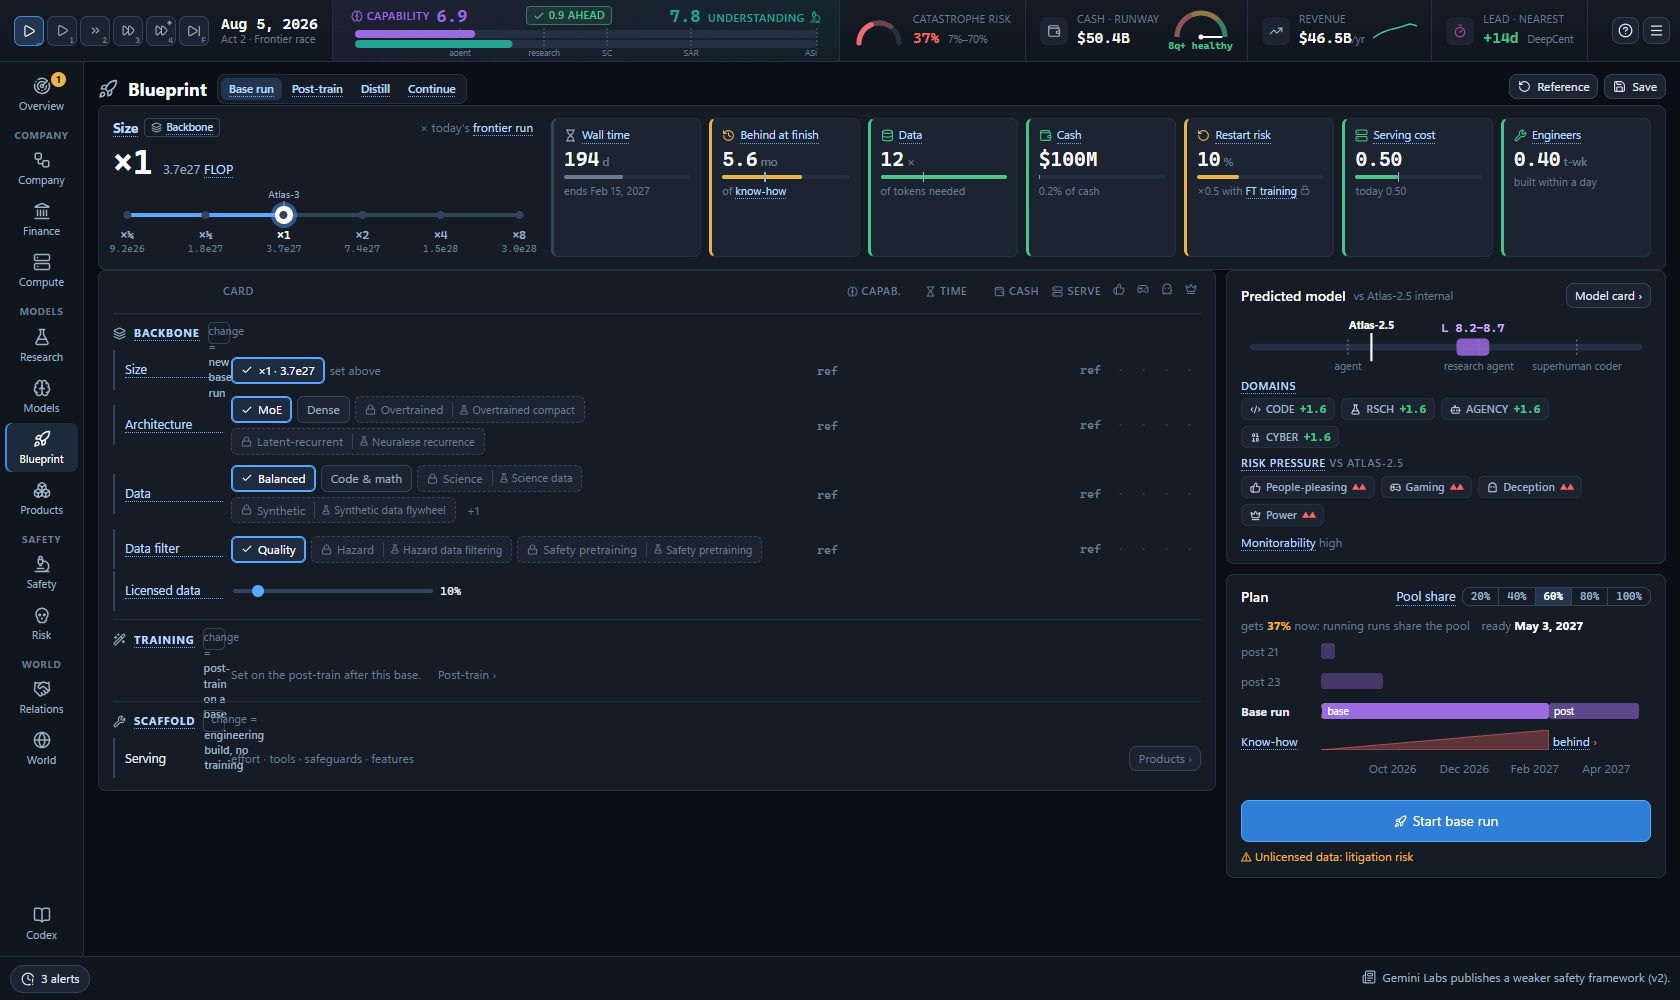 1 2 3 4 F
Aug 5, 2026
Act 2 · Frontier race
CAPABILITY 6.9
0.9 AHEAD
7.8 UNDERSTANDING
agent research SC SAR ASI
CATASTROPHE RISK
37% 7%–70%
CASH · RUNWAY
$50.4B
8q+ healthy
REVENUE
$46.5B/yr
LEAD · NEAREST
+14d DeepCent
1
Overview
COMPANY
Company
Finance
Compute
MODELS
Research
Models
Blueprint
Products
SAFETY
Safety
Risk
WORLD
Relations
World
Codex
Blueprint
Base run Post-train Distill Continue
Reference
Save
Size Backbone
× today's frontier run
×1 3.7e27 FLOP
Atlas-3
×¼ ×½ ×1 ×2 ×4 ×8
9.2e26 1.8e27 3.7e27 7.4e27 1.5e28 3.0e28
Wall time
194 d
ends Feb 15, 2027
Behind at finish
5.6 mo
of know-how
Data
12 ×
of tokens needed
Cash
$100M
0.2% of cash
Restart risk
10 %
×0.5 with FT training
Serving cost
0.50
today 0.50
Engineers
0.40 t-wk
built within a day
CARD CAPAB. TIME CASH SERVE
BACKBONE change = new base run
Size ×1 · 3.7e27 set above ref ref
Architecture MoE Dense Overtrained Overtrained compact
Latent-recurrent Neuralese recurrence ref ref
Data Balanced Code & math Science Science data
Synthetic Synthetic data flywheel +1 ref ref
Data filter Quality Hazard Hazard data filtering Safety pretraining Safety pretraining ref ref
Licensed data 10%
TRAINING change = post-train on a base
Set on the post-train after this base. Post-train ›
SCAFFOLD change = engineering build, no training
Serving effort · tools · safeguards · features Products ›
Predicted model vs Atlas-2.5 internal
Model card ›
Atlas-2.5 L 8.2–8.7
agent research agent superhuman coder
DOMAINS
CODE +1.6 RSCH +1.6 AGENCY +1.6
CYBER +1.6
RISK PRESSURE VS ATLAS-2.5
People-pleasing Gaming Deception
Power
Monitorability high
Plan Pool share 20% 40% 60% 80% 100%
gets 37% now: running runs share the pool ready May 3, 2027
post 21
post 23
Base run base post
Know-how behind ›
Oct 2026 Dec 2026 Feb 2027 Apr 2027
Start base run
Unlicensed data: litigation risk
3 alerts
Gemini Labs publishes a weaker safety framework (v2).